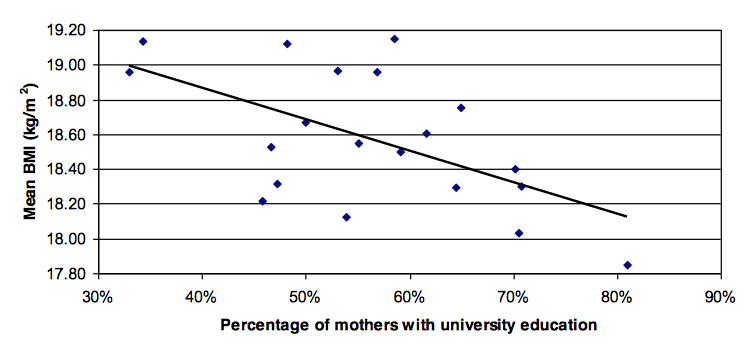 19.20
19.00
18.80
18.60
18.40
18.20
18.00
17.80
Mean BMI (kg/m²)
30% 40% 50% 60% 70% 80% 90%
Percentage of mothers with university education